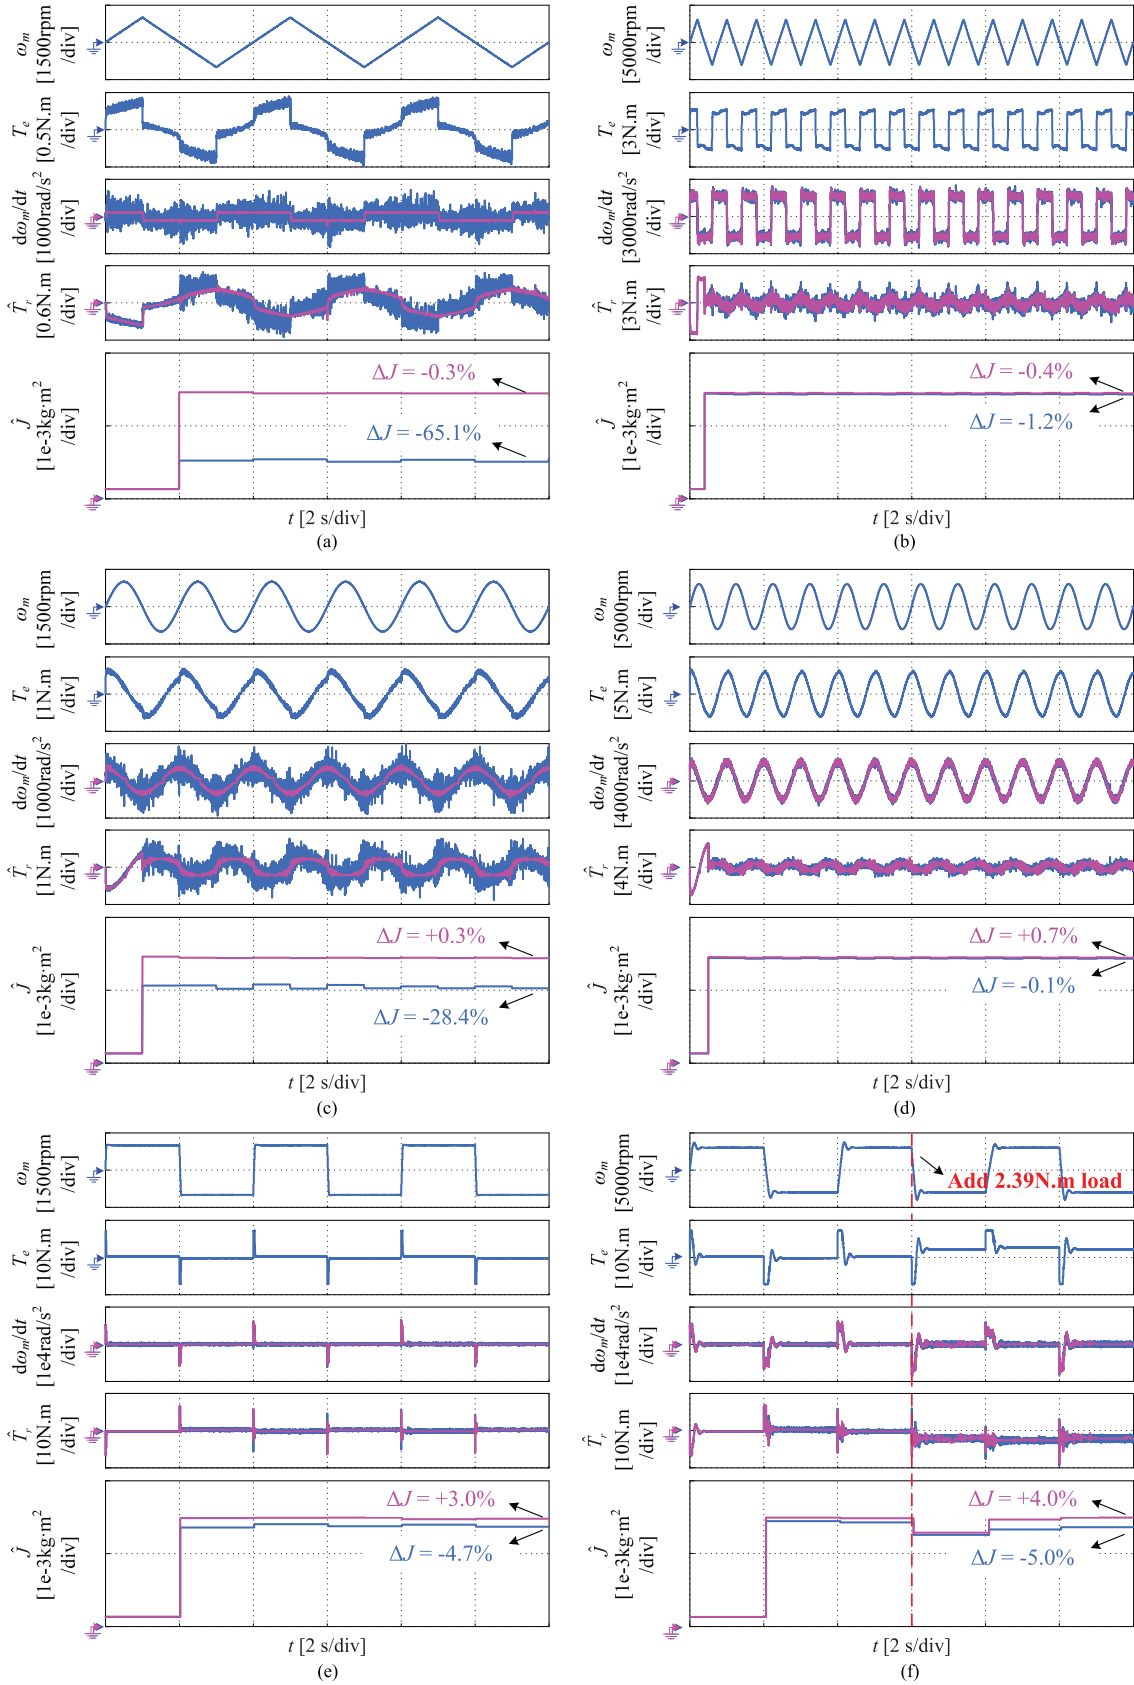 ωm
[1500rpm
/div]
Te
[0.5N.m
/div]
dωm/dt
[1000rad/s²
/div]
T̂r
[0.6N.m
/div]
Ĵ
[1e-3kg·m²
/div]
ΔJ = -0.3%
ΔJ = -65.1%
t [2 s/div]
(a)
ωm
[5000rpm
/div]
Te
[3N.m
/div]
dωm/dt
[3000rad/s²
/div]
T̂r
[3N.m
/div]
Ĵ
[1e-3kg·m²
/div]
ΔJ = -0.4%
ΔJ = -1.2%
t [2 s/div]
(b)
ωm
[1500rpm
/div]
Te
[1N.m
/div]
dωm/dt
[1000rad/s²
/div]
T̂r
[1N.m
/div]
Ĵ
[1e-3kg·m²
/div]
ΔJ = +0.3%
ΔJ = -28.4%
t [2 s/div]
(c)
ωm
[5000rpm
/div]
Te
[5N.m
/div]
dωm/dt
[4000rad/s²
/div]
T̂r
[4N.m
/div]
Ĵ
[1e-3kg·m²
/div]
ΔJ = +0.7%
ΔJ = -0.1%
t [2 s/div]
(d)
ωm
[1500rpm
/div]
Te
[10N.m
/div]
dωm/dt
[1e4rad/s²
/div]
T̂r
[10N.m
/div]
Ĵ
[1e-3kg·m²
/div]
ΔJ = +3.0%
ΔJ = -4.7%
t [2 s/div]
(e)
ωm
[5000rpm
/div]
Add 2.39N.m load
Te
[10N.m
/div]
dωm/dt
[1e4rad/s²
/div]
T̂r
[10N.m
/div]
Ĵ
[1e-3kg·m²
/div]
ΔJ = +4.0%
ΔJ = -5.0%
t [2 s/div]
(f)